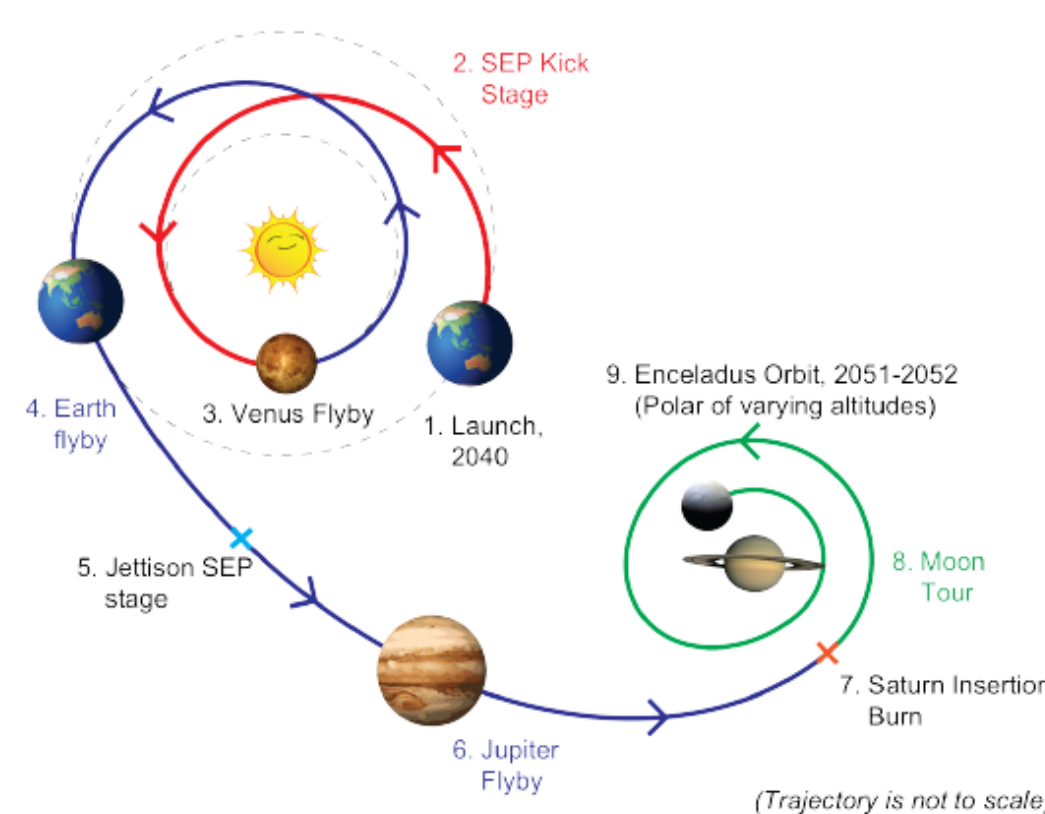 2. SEP Kick
Stage
4. Earth
flyby
3. Venus Flyby
1. Launch,
2040
9. Enceladus Orbit, 2051-2052
(Polar of varying altitudes)
5. Jettison SEP
stage
8. Moon
Tour
7. Saturn Insertion
Burn
6. Jupiter
Flyby
(Trajectory is not to scale)